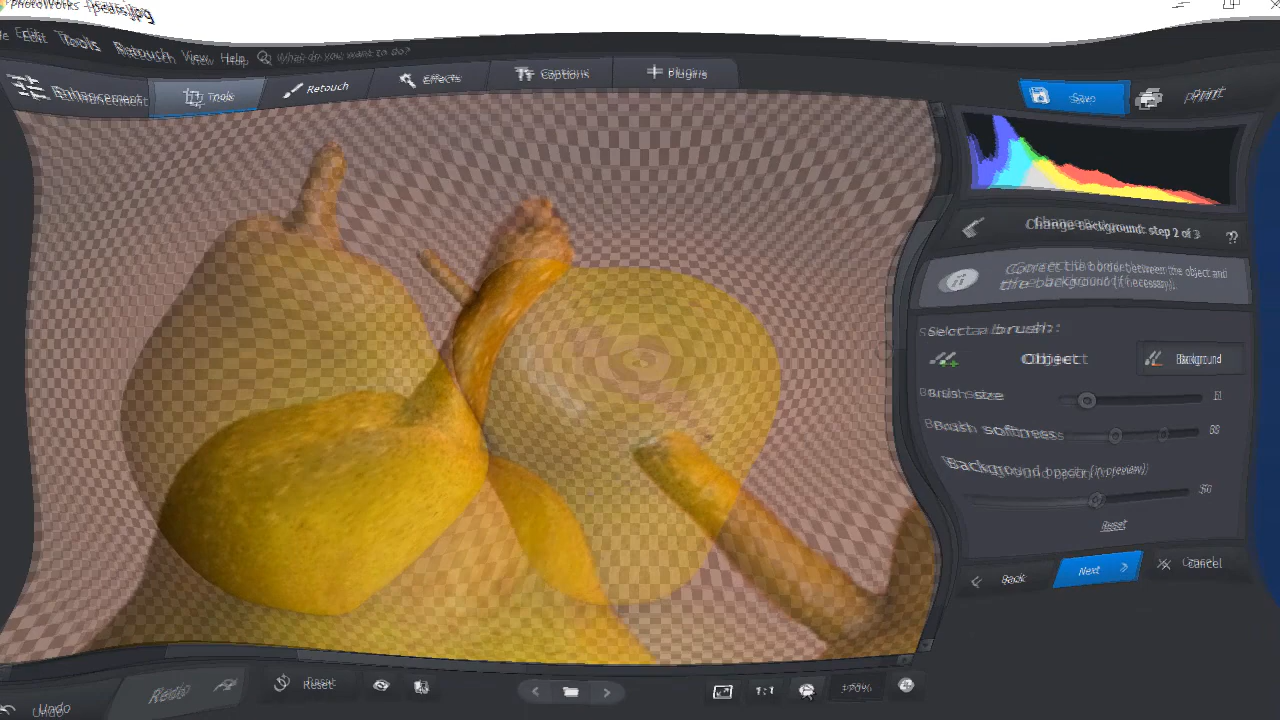 PhotoWorks - pears.jpg
Edit Tools Retouch View Help What do you want to do?
Enhancement Tools Retouch Effects Captions Plugins
Save Print
Change Background: step 2 of 3 ?
Correct the border between the object and
the background (if necessary).
Select a brush:
Object Background
Brush size
Brush softness
Background opacity (in preview)
Reset
Back Next Cancel
Undo Redo Reset 1:1